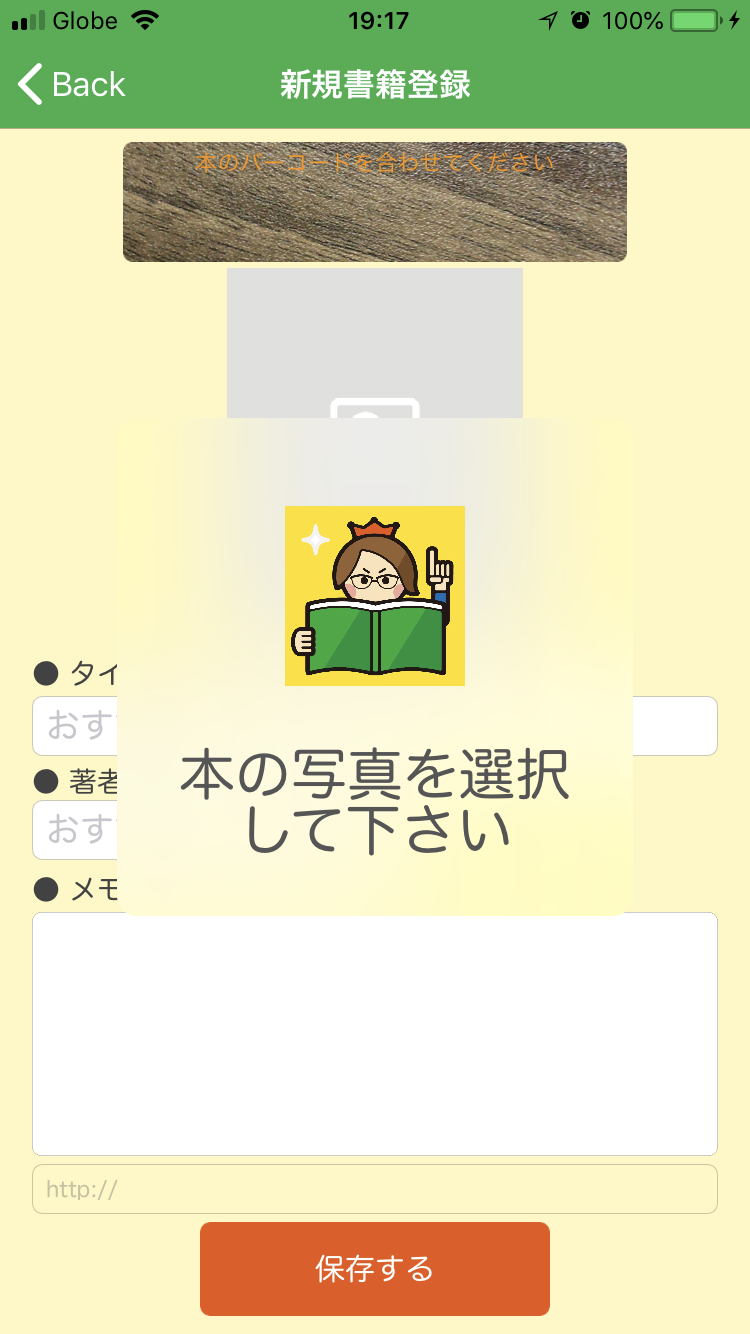 Globe 19:17 100%
Back 新規書籍登録
本のバーコードを合わせてください
● タイ
おす
● 著者
おす
● メモ
本の写真を選択
して下さい
http://
保存する